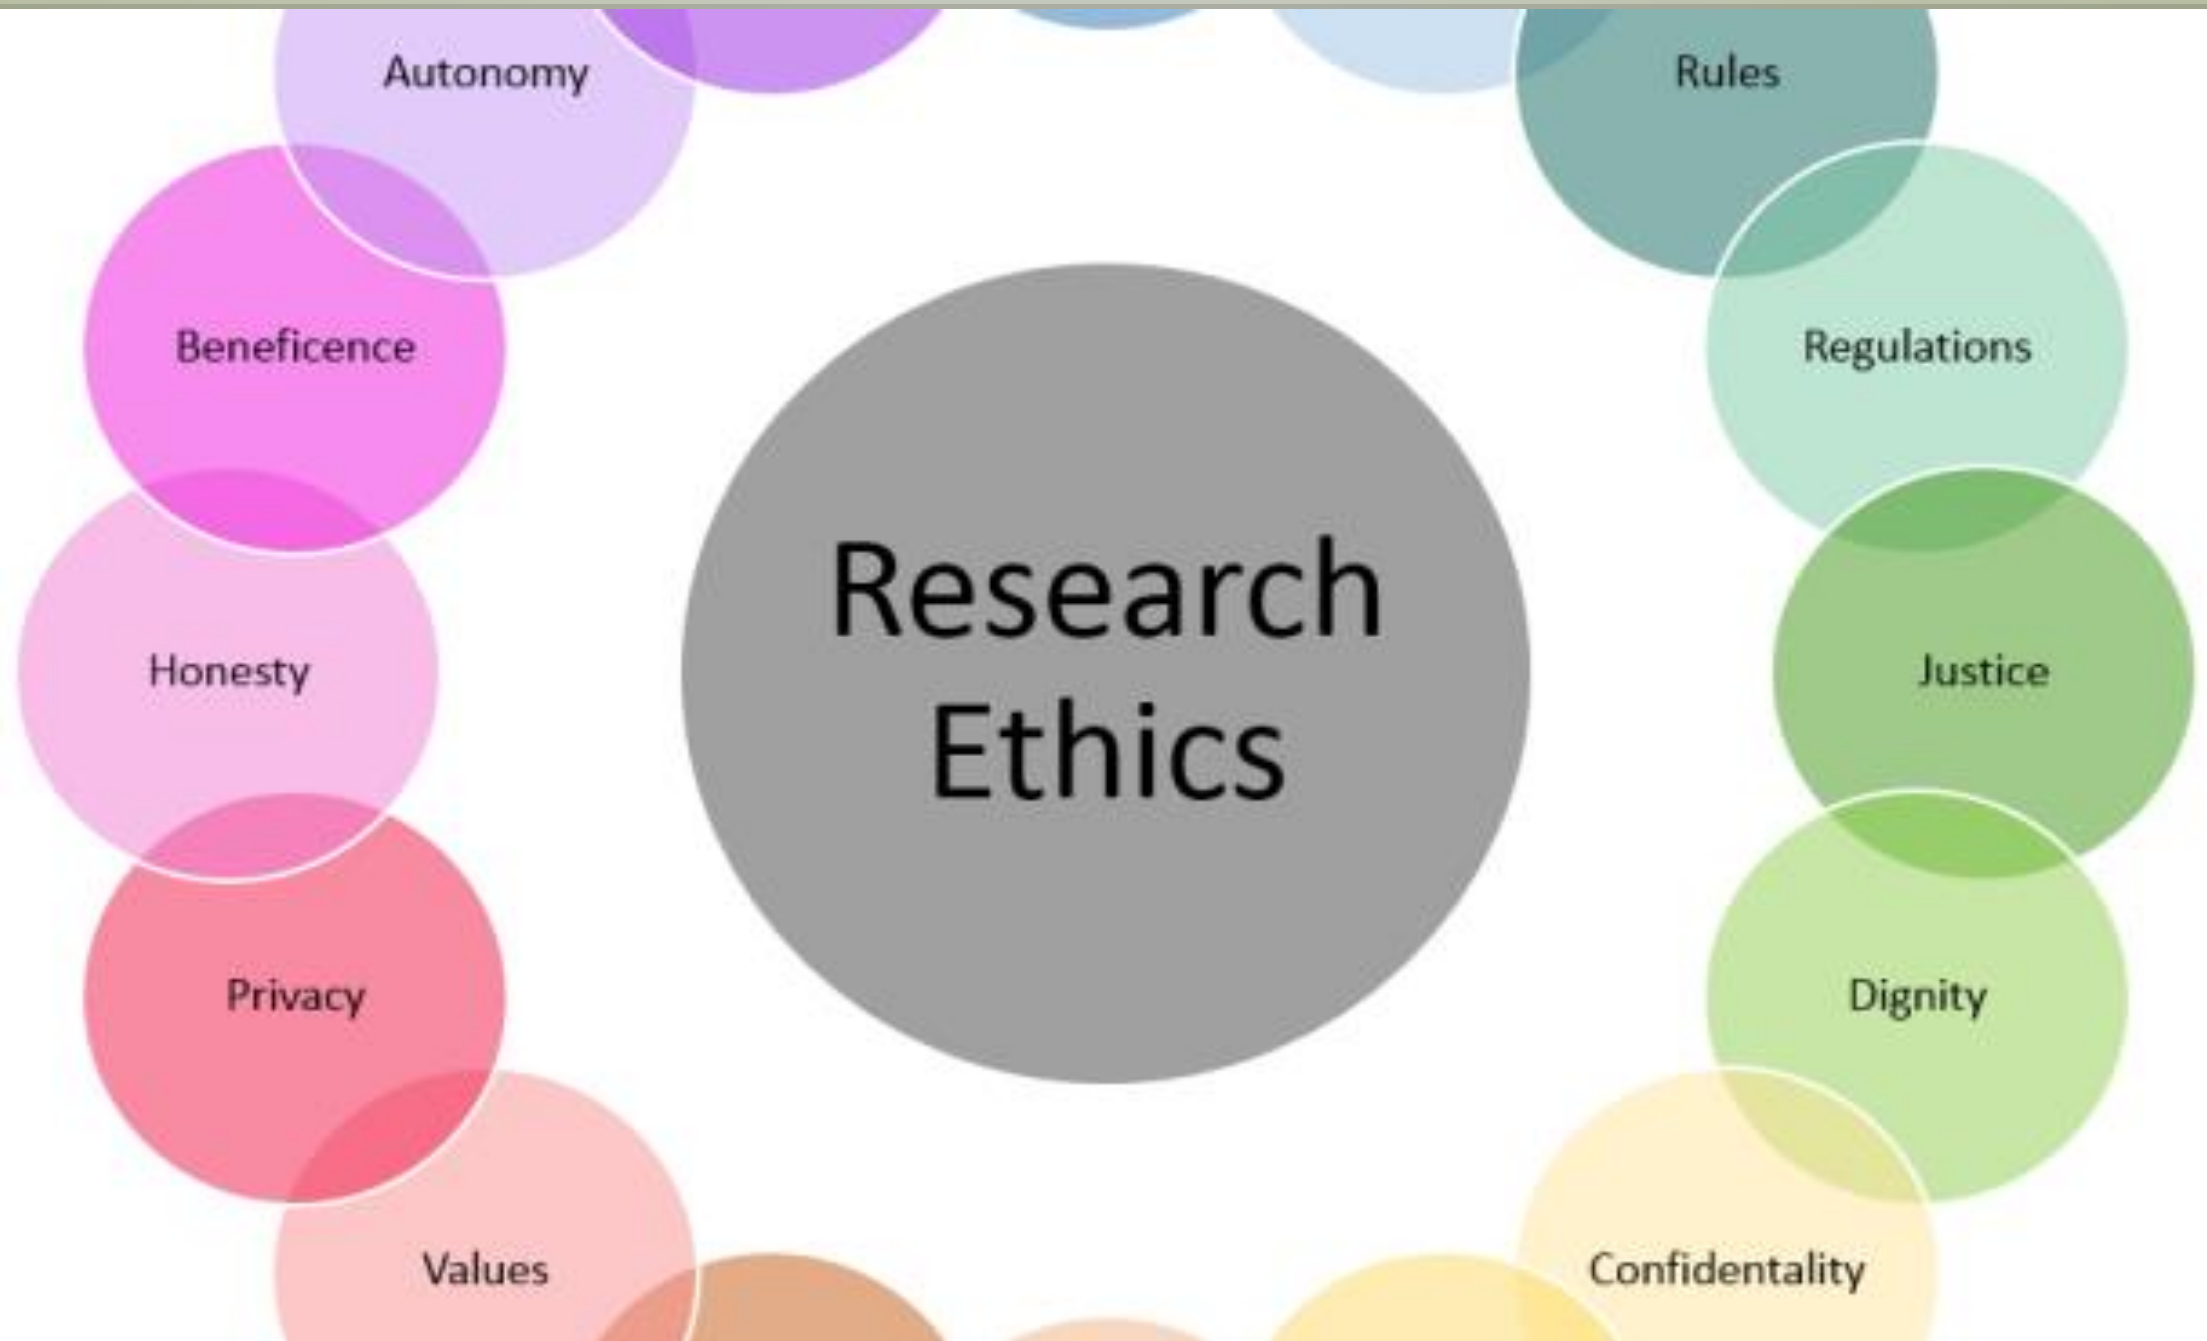 Autonomy
Rules
Beneficence
Regulations
Research
Ethics
Honesty
Justice
Privacy
Dignity
Values
Confidentality